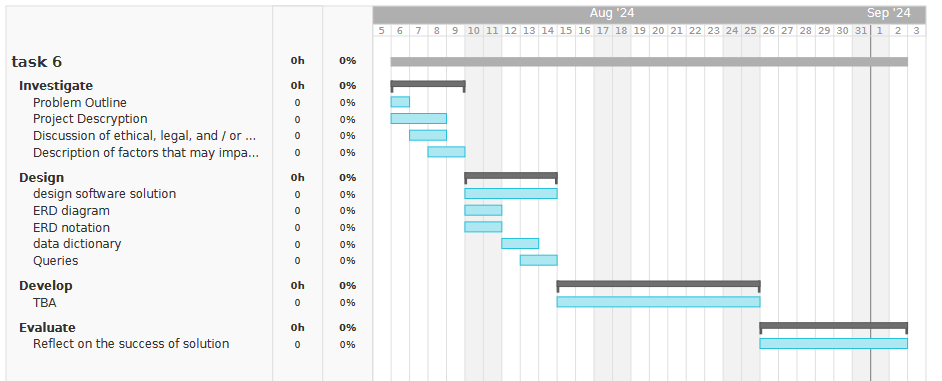 Aug '24 Sep '24
5 6 7 8 9 10 11 12 13 14 15 16 17 18 19 20 21 22 23 24 25 26 27 28 29 30 31 1 2 3
task 6 0h 0%
Investigate 0h 0%
Problem Outline 0 0%
Project Descryption 0 0%
Discussion of ethical, legal, and / or ... 0 0%
Description of factors that may impa... 0 0%
Design 0h 0%
design software solution 0 0%
ERD diagram 0 0%
ERD notation 0 0%
data dictionary 0 0%
Queries 0 0%
Develop 0h 0%
TBA 0 0%
Evaluate 0h 0%
Reflect on the success of solution 0 0%